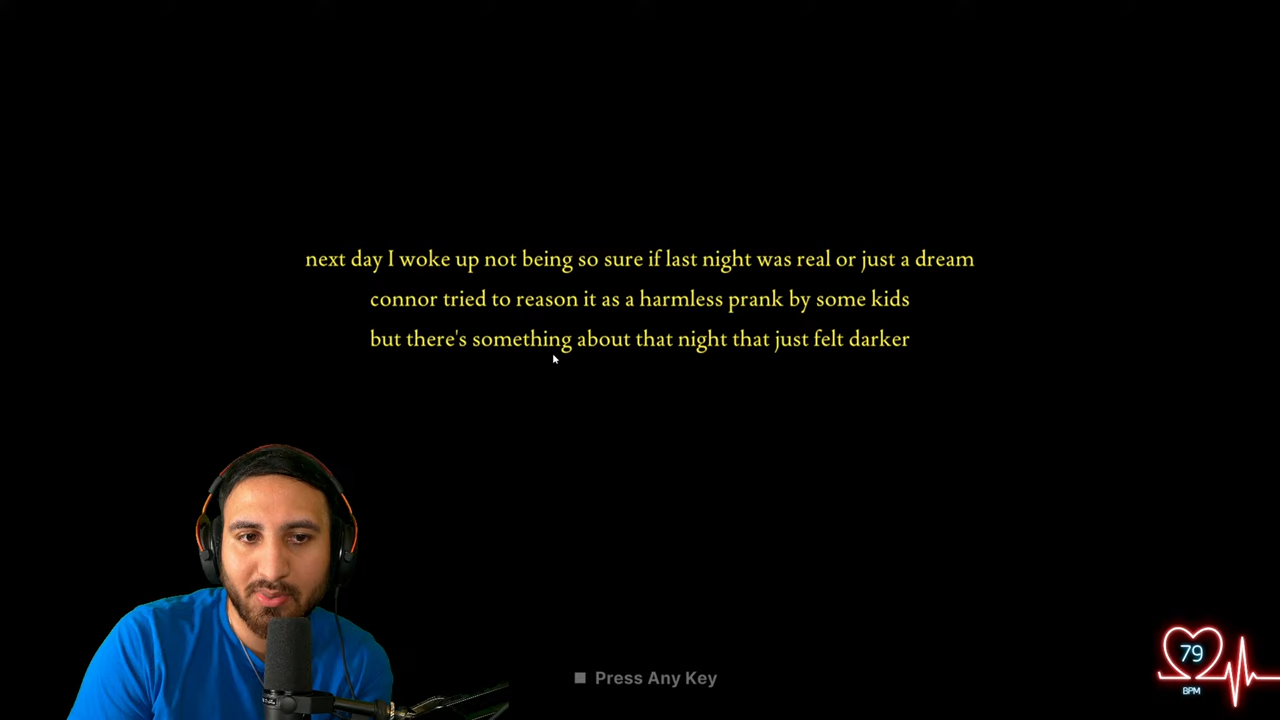 next day I woke up not being so sure if last night was real or just a dream
connor tried to reason it as a harmless prank by some kids
but there's something about that night that just felt darker
Press Any Key
79
BPM